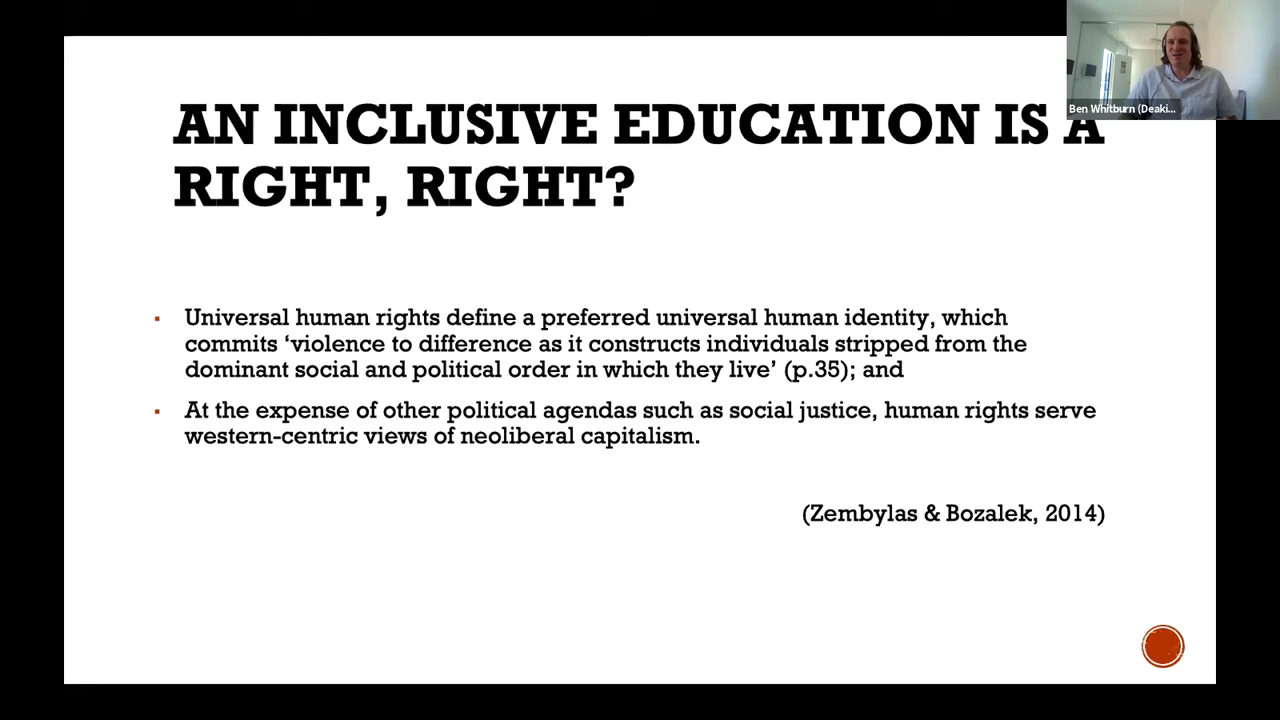 AN INCLUSIVE EDUCATION IS A
RIGHT, RIGHT?
Ben Whitburn (Deaki...
▪ Universal human rights define a preferred universal human identity, which
commits ‘violence to difference as it constructs individuals stripped from the
dominant social and political order in which they live’ (p.35); and
▪ At the expense of other political agendas such as social justice, human rights serve
western-centric views of neoliberal capitalism.
(Zembylas & Bozalek, 2014)